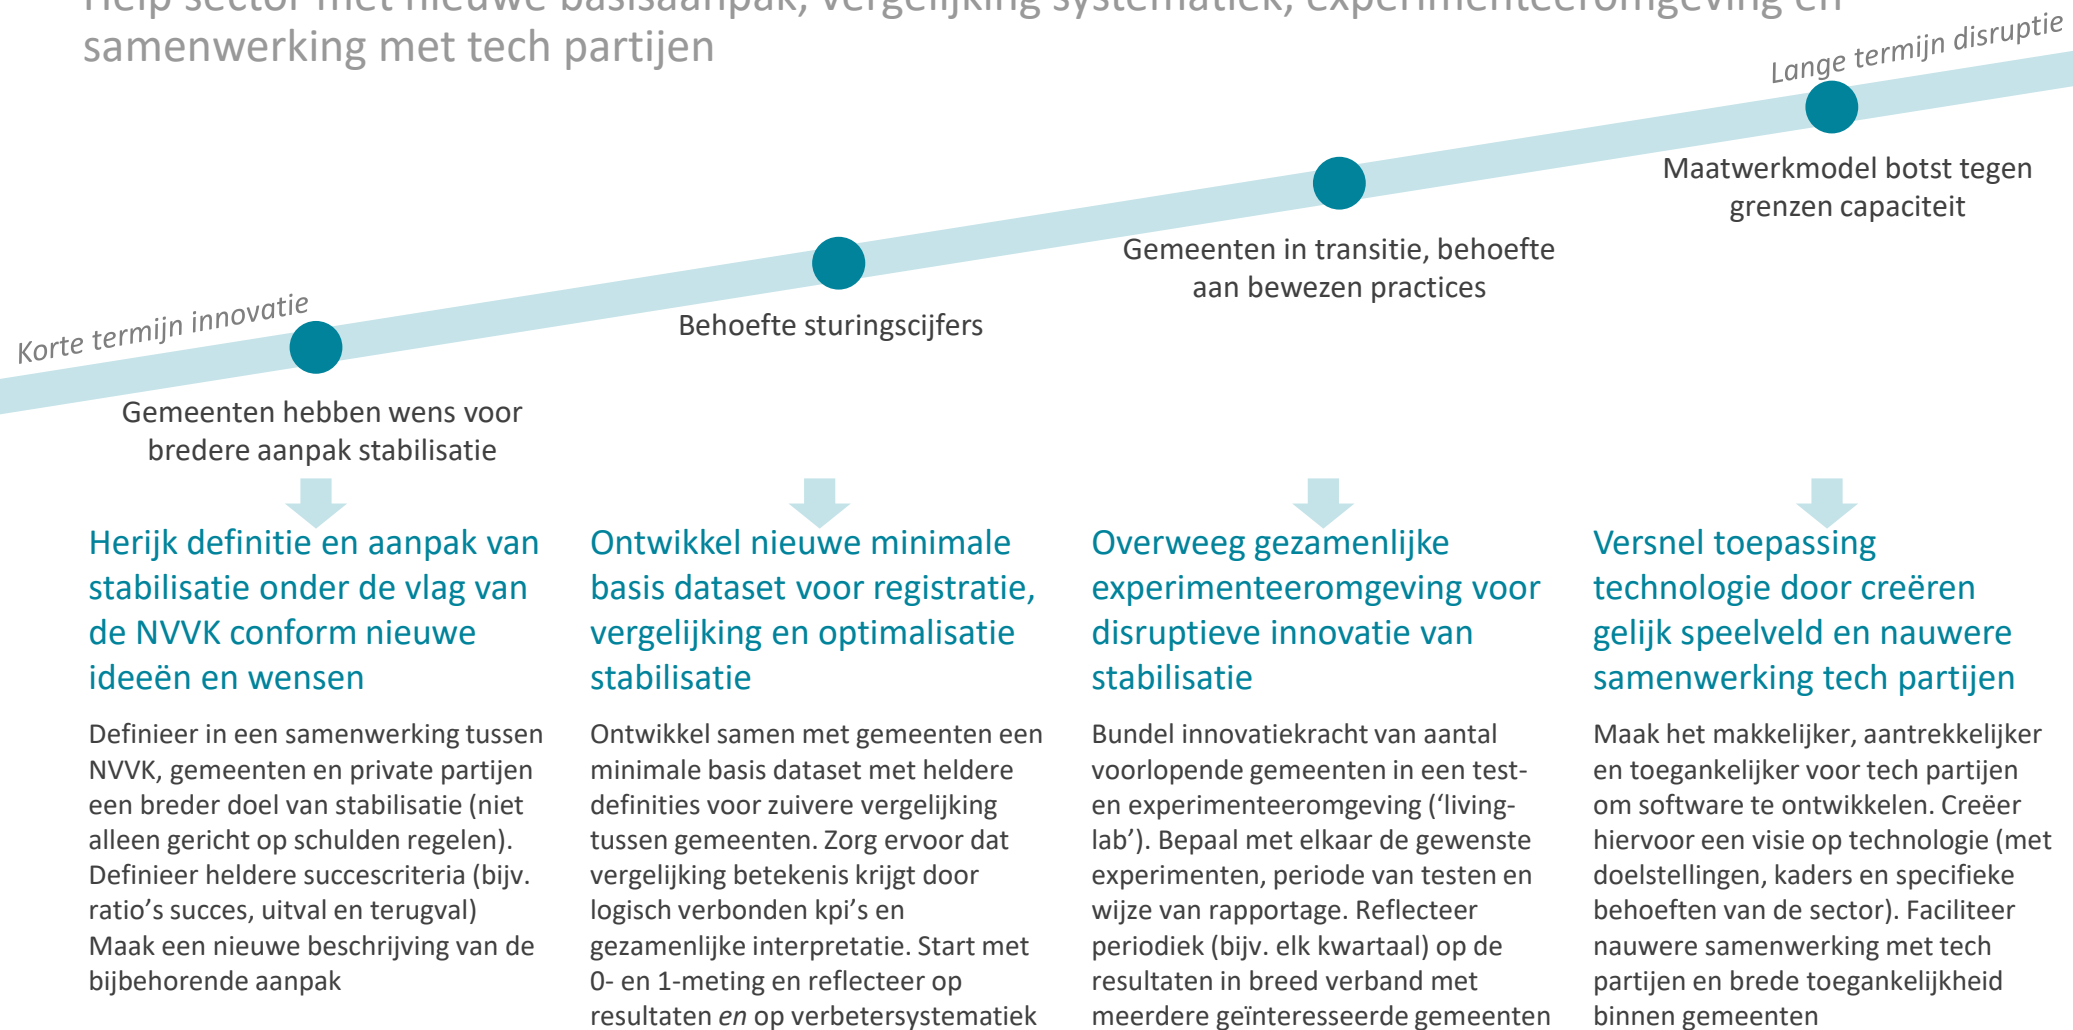 Help sector met nieuwe basisaanpak, vergelijking systematiek, experimenteeromgeving en
samenwerking met tech partijen
Lange termijn disruptie
Maatwerkmodel botst tegen
grenzen capaciteit
Gemeenten in transitie, behoefte
aan bewezen practices
Behoefte sturingscijfers
Korte termijn innovatie
Gemeenten hebben wens voor
bredere aanpak stabilisatie
Herijk definitie en aanpak van
stabilisatie onder de vlag van
de NVVK conform nieuwe
ideeën en wensen
Definieer in een samenwerking tussen
NVVK, gemeenten en private partijen
een breder doel van stabilisatie (niet
alleen gericht op schulden regelen).
Definieer heldere succescriteria (bijv.
ratio’s succes, uitval en terugval)
Maak een nieuwe beschrijving van de
bijbehorende aanpak
Ontwikkel nieuwe minimale
basis dataset voor registratie,
vergelijking en optimalisatie
stabilisatie
Ontwikkel samen met gemeenten een
minimale basis dataset met heldere
definities voor zuivere vergelijking
tussen gemeenten. Zorg ervoor dat
vergelijking betekenis krijgt door
logisch verbonden kpi’s en
gezamenlijke interpretatie. Start met
0- en 1-meting en reflecteer op
resultaten en op verbetersystematiek
Overweeg gezamenlijke
experimenteeromgeving voor
disruptieve innovatie van
stabilisatie
Bundel innovatiekracht van aantal
voorlopende gemeenten in een test-
en experimenteeromgeving (‘living-
lab’). Bepaal met elkaar de gewenste
experimenten, periode van testen en
wijze van rapportage. Reflecteer
periodiek (bijv. elk kwartaal) op de
resultaten in breed verband met
meerdere geïnteresseerde gemeenten
Versnel toepassing
technologie door creëren
gelijk speelveld en nauwere
samenwerking tech partijen
Maak het makkelijker, aantrekkelijker
en toegankelijker voor tech partijen
om software te ontwikkelen. Creëer
hiervoor een visie op technologie (met
doelstellingen, kaders en specifieke
behoeften van de sector). Faciliteer
nauwere samenwerking met tech
partijen en brede toegankelijkheid
binnen gemeenten